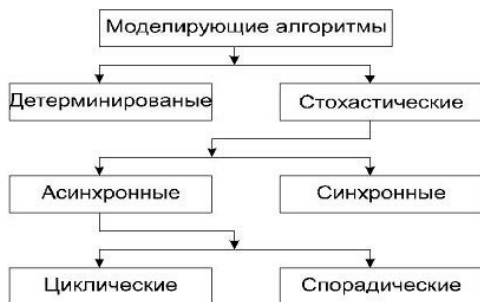 Моделирующие алгоритмы
Детерминированые
Стохастические
Асинхронные
Синхронные
Циклические
Спорадические